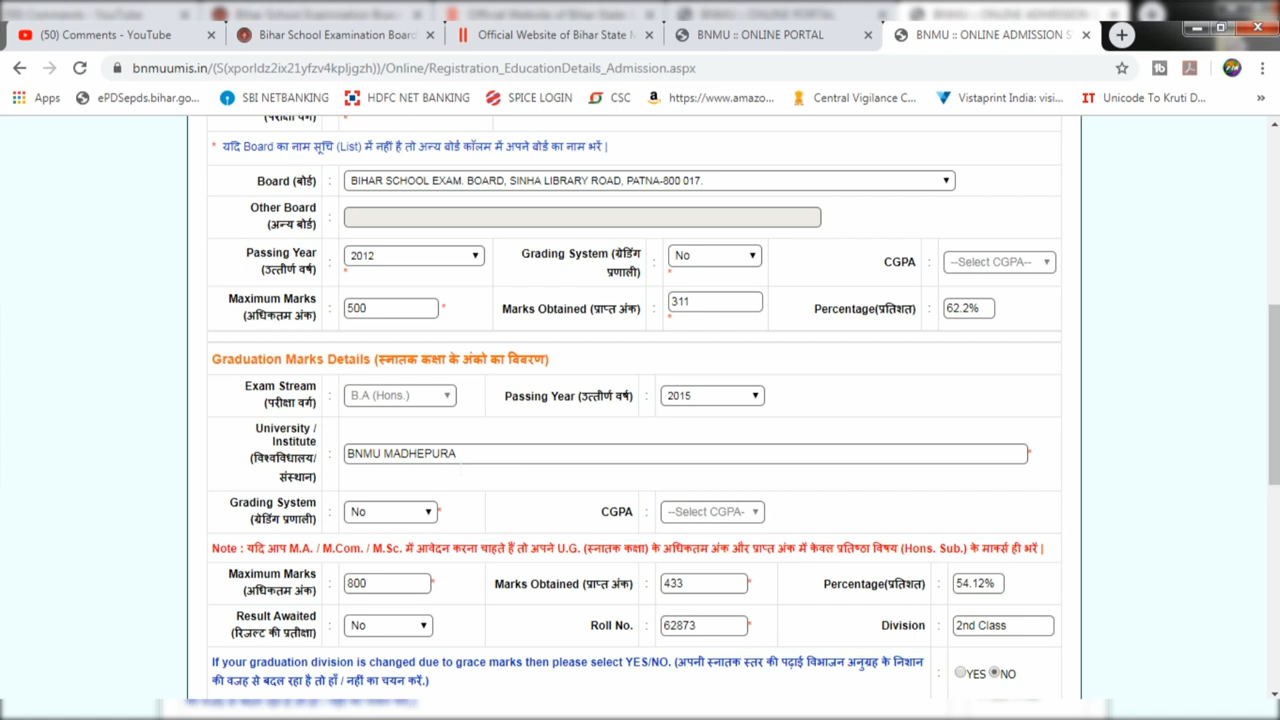 (50) Comments - YouTube
Bihar School Examination Boar
Official Website of Bihar State M
BNMU :: ONLINE PORTAL
BNMU :: ONLINE ADMISSION S
bnmuumis.in/(S(xporldz2ix21yfzv4kpljgzh))/Online/Registration_EducationDetails_Admission.aspx
Apps
ePDSepds.bihar.go...
SBI NETBANKING
HDFC NET BANKING
SPICE LOGIN
CSC
https://www.amazo...
Central Vigilance C...
Vistaprint India: visi...
IT Unicode To Kruti D...
»
(परीक्षा वर्ग)
* यदि Board का नाम सूचि (List) में नहीं है तो अन्य बोर्ड कॉलम में अपने बोर्ड का नाम भरें |
Board (बोर्ड) : BIHAR SCHOOL EXAM. BOARD, SINHA LIBRARY ROAD, PATNA-800 017.
Other Board
(अन्य बोर्ड) :
Passing Year
(उत्तीर्ण वर्ष) : 2012 *
Grading System (ग्रेडिंग
प्रणाली) : No *
CGPA : --Select CGPA--
Maximum Marks
(अधिकतम अंक) : 500 *
Marks Obtained (प्राप्त अंक) : 311 *
Percentage(प्रतिशत) : 62.2%
Graduation Marks Details (स्नातक कक्षा के अंको का विवरण)
Exam Stream
(परीक्षा वर्ग) : B.A (Hons.)
Passing Year (उत्तीर्ण वर्ष) : 2015
University /
Institute
(विश्वविधालय/
संस्थान) : BNMU MADHEPURA *
Grading System
(ग्रेडिंग प्रणाली) : No *
CGPA : --Select CGPA-
Note : यदि आप M.A. / M.Com. / M.Sc. में आवेदन करना चाहते हैं तो अपने U.G. (स्नातक कक्षा) के अधिकतम अंक और प्राप्त अंक में केवल प्रतिष्ठा विषय (Hons. Sub.) के मार्क्स ही भरें |
Maximum Marks
(अधिकतम अंक) : 800 *
Marks Obtained (प्राप्त अंक) : 433 *
Percentage(प्रतिशत) : 54.12%
Result Awaited
(रिजल्ट की प्रतीक्षा) : No
Roll No. : 62873 *
Division : 2nd Class
If your graduation division is changed due to grace marks then please select YES/NO. (अपनी स्नातक स्तर की पढ़ाई विभाजन अनुग्रह के निशान
की वजह से बदल रहा है तो हाँ / नहीं का चयन करें.) : YES NO